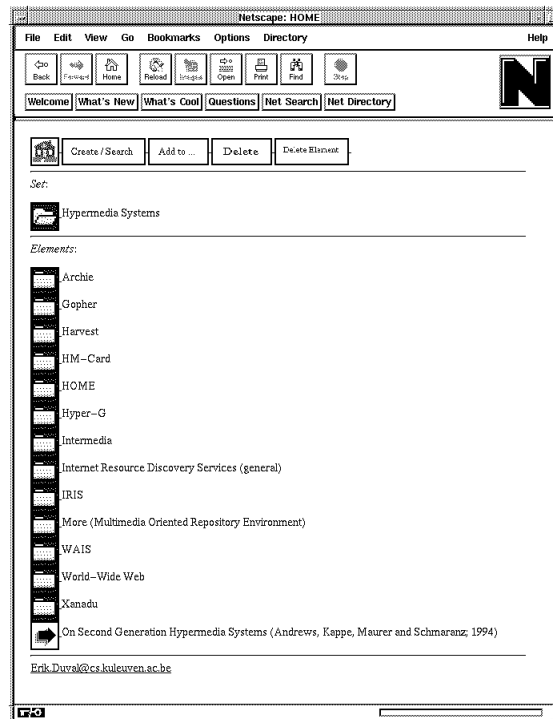 Netscape: HOME
File Edit View Go Bookmarks Options Directory Help
Back Forward Home Reload Images Open Print Find Stop
Welcome What's New What's Cool Questions Net Search Net Directory
N
Create / Search Add to ... Delete Delete Element
Set:
Hypermedia Systems
Elements:
Archie
Gopher
Harvest
HM-Card
HOME
Hyper-G
Intermedia
Internet Resource Discovery Services (general)
IRIS
More (Multimedia Oriented Repository Environment)
WAIS
World-Wide Web
Xanadu
On Second Generation Hypermedia Systems (Andrews, Kappe, Maurer and Schmaranz; 1994)
Erik.Duval@cs.kuleuven.ac.be